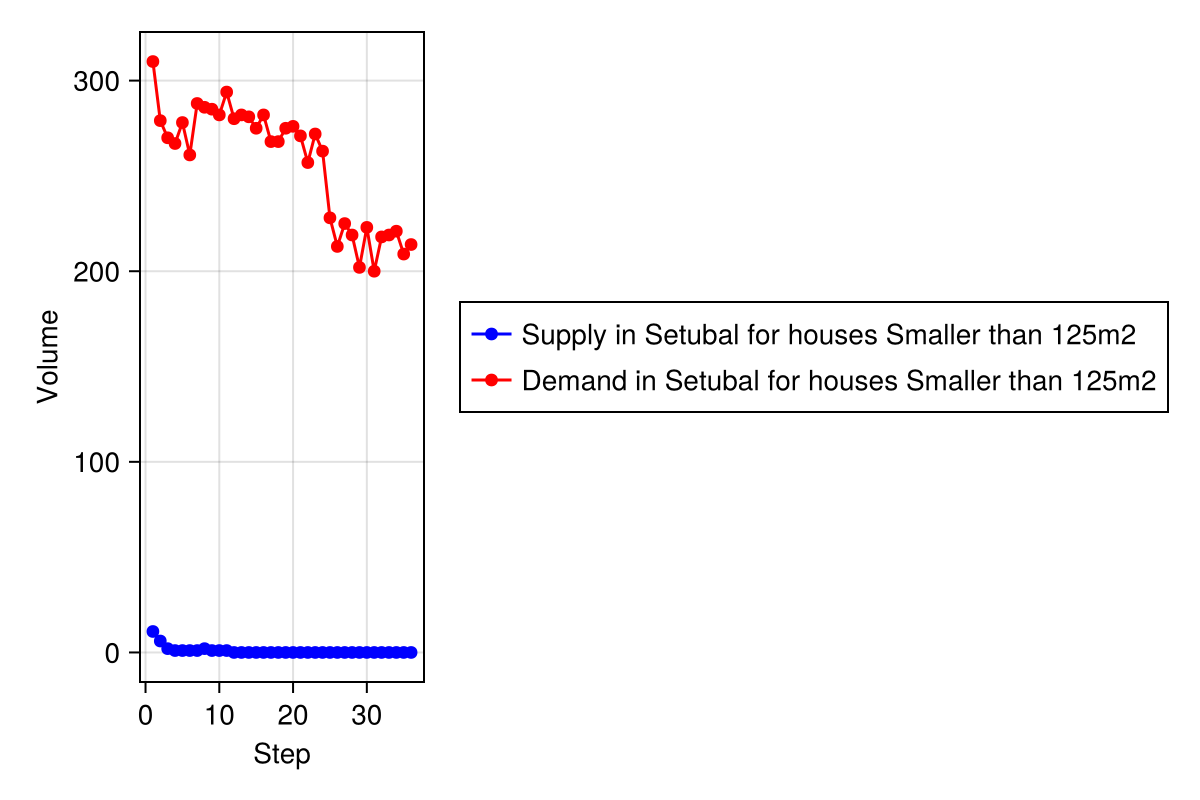 Volume
300
200
100
0
0 10 20 30
Step
Supply in Setubal for houses Smaller than 125m2
Demand in Setubal for houses Smaller than 125m2